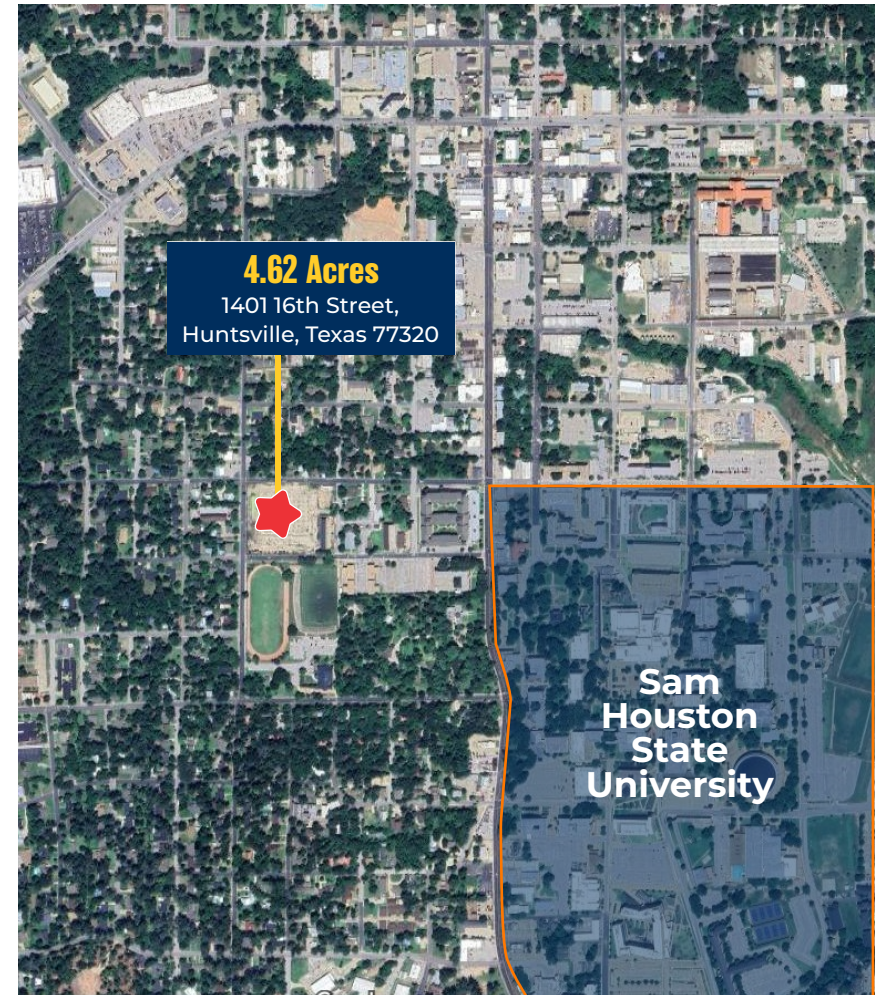 4.62 Acres
1401 16th Street,
Huntsville, Texas 77320
Sam
Houston
State
University